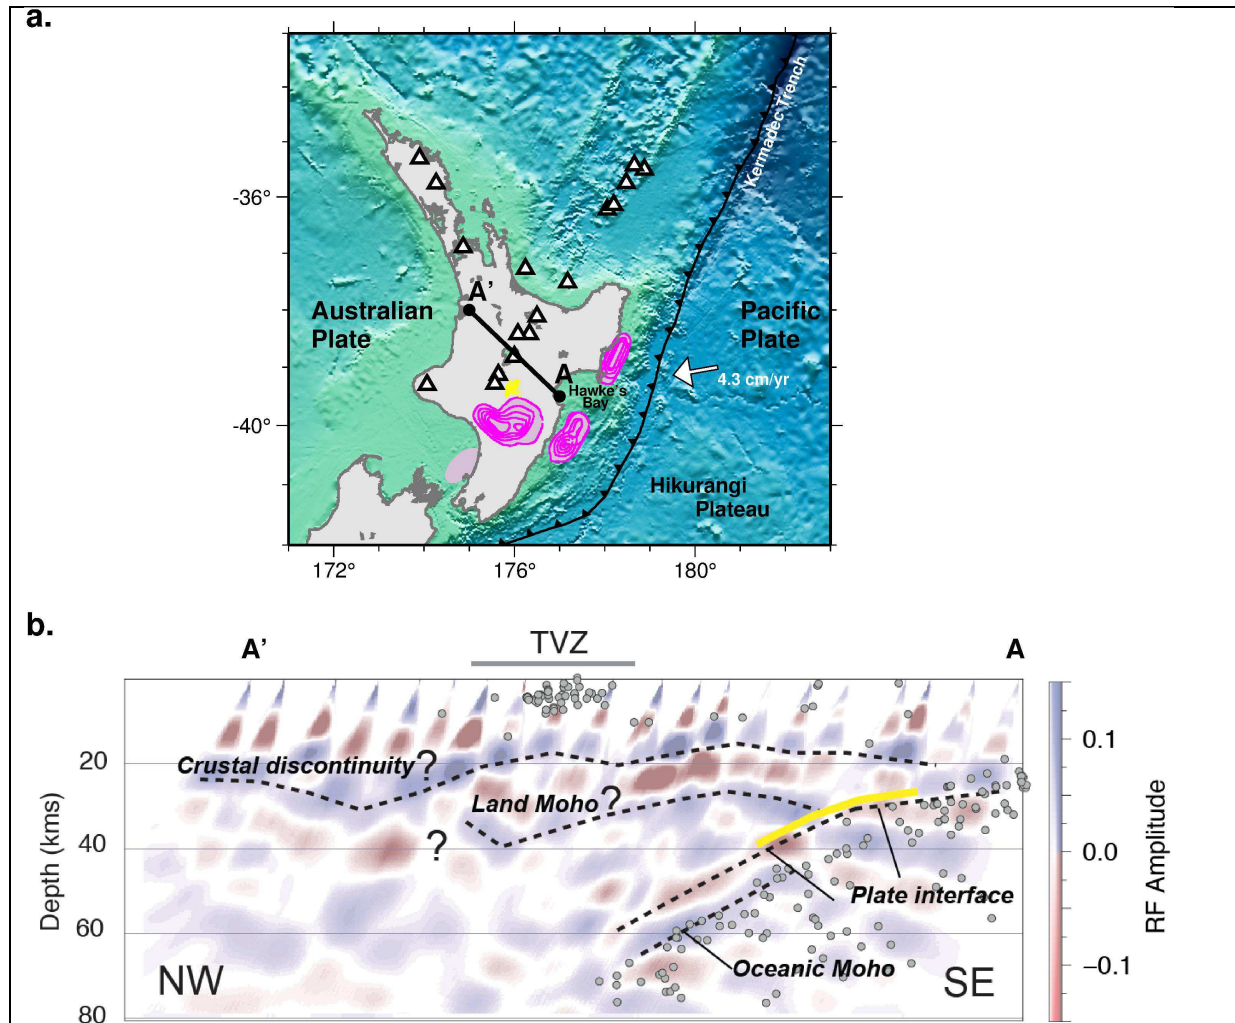 a.
Kermadec Trench
-36°
A’
Australian
Plate
Pacific
Plate
A
Hawke's
Bay
4.3 cm/yr
-40°
Hikurangi
Plateau
172°
176°
180°
b.
A’
TVZ
A
20
Crustal discontinuity ?
Land Moho ?
40
?
Plate interface
60
Oceanic Moho
NW
SE
80
Depth (kms)
0.1
0.0
−0.1
RF Amplitude